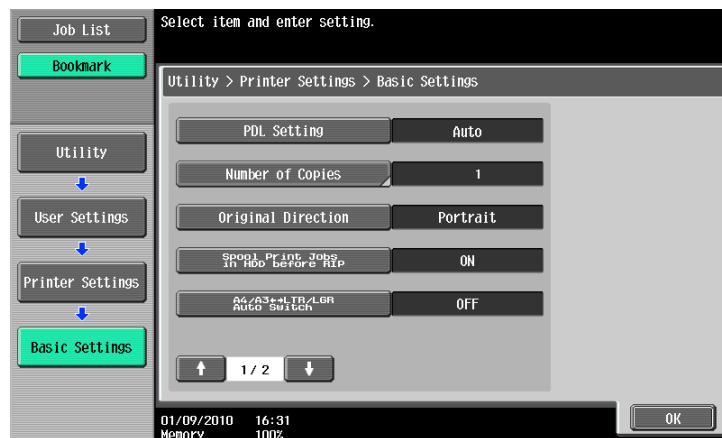 Job List
Select item and enter setting.
Bookmark
Utility > Printer Settings > Basic Settings
PDL Setting
Auto
Utility
Number of Copies
1
User Settings
Original Direction
Portrait
Spool Print Jobs
in HDD before RIP
ON
Printer Settings
A4/A3↔LTR/LGR
Auto Switch
OFF
Basic Settings
↑ 1/ 2 ↓
01/09/2010 16:31
Memory 100%
OK